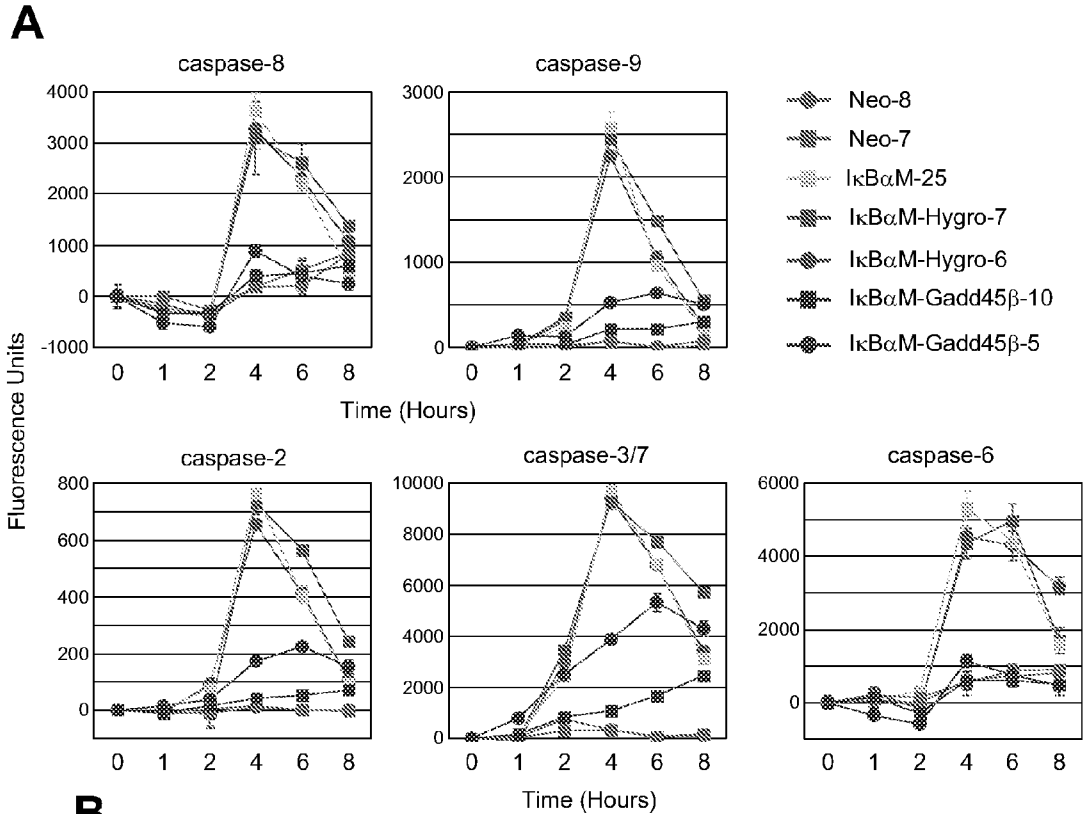 A
caspase-8
caspase-9
4000
3000
2000
1000
0
-1000
3000
2000
1000
0
0 1 2 4 6 8
0 1 2 4 6 8
Neo-8
Neo-7
IκBαM-25
IκBαM-Hygro-7
IκBαM-Hygro-6
IκBαM-Gadd45β-10
IκBαM-Gadd45β-5
Time (Hours)
Fluorescence Units
caspase-2
caspase-3/7
caspase-6
800
600
400
200
0
10000
8000
6000
4000
2000
0
6000
4000
2000
0
0 1 2 4 6 8
0 1 2 4 6 8
0 1 2 4 6 8
Time (Hours)
B